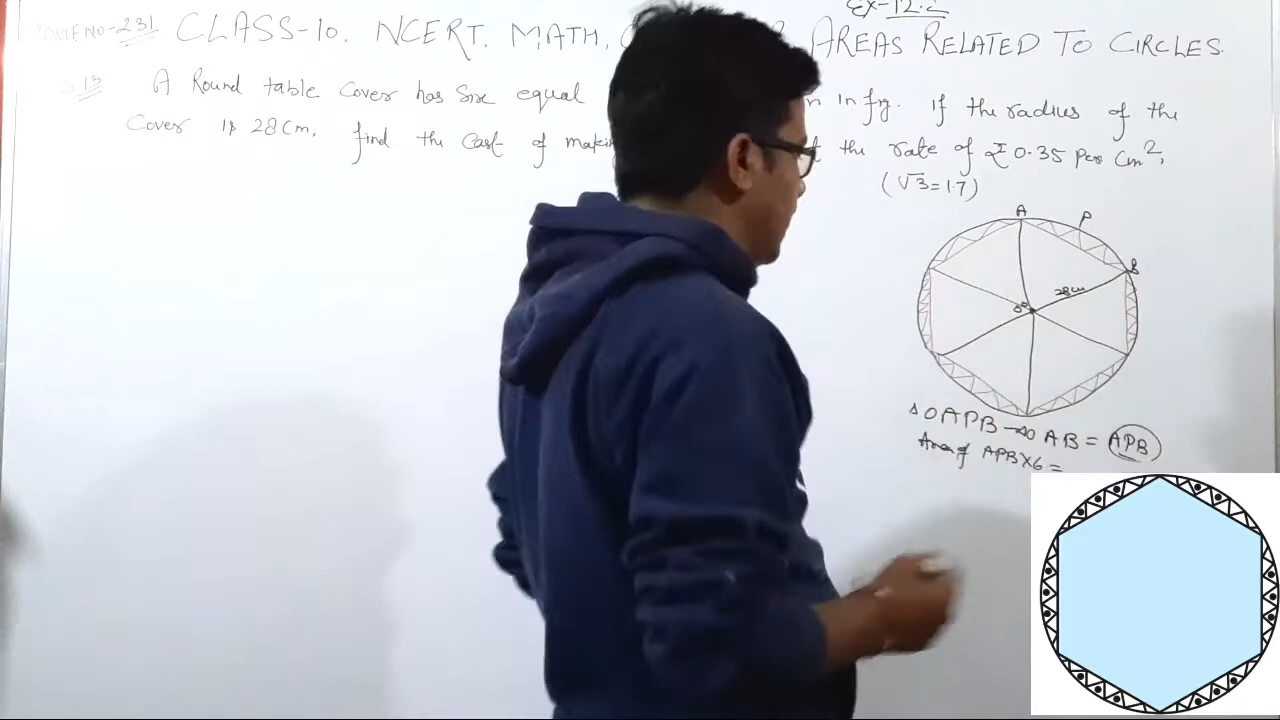 Ex-12.2
PAGE NO-231 CLASS-10. NCERT. MATH, AREAS RELATED TO CIRCLES.
13 A Round table Cover has Six equal in fig. If the radius of the
Cover is 28cm. find the Cost of making the rate of ₹ 0.35 per cm².
(√3=1.7)
A
P
B
28cm
O
OAPB - OAB = APB
Area of APB×6 =